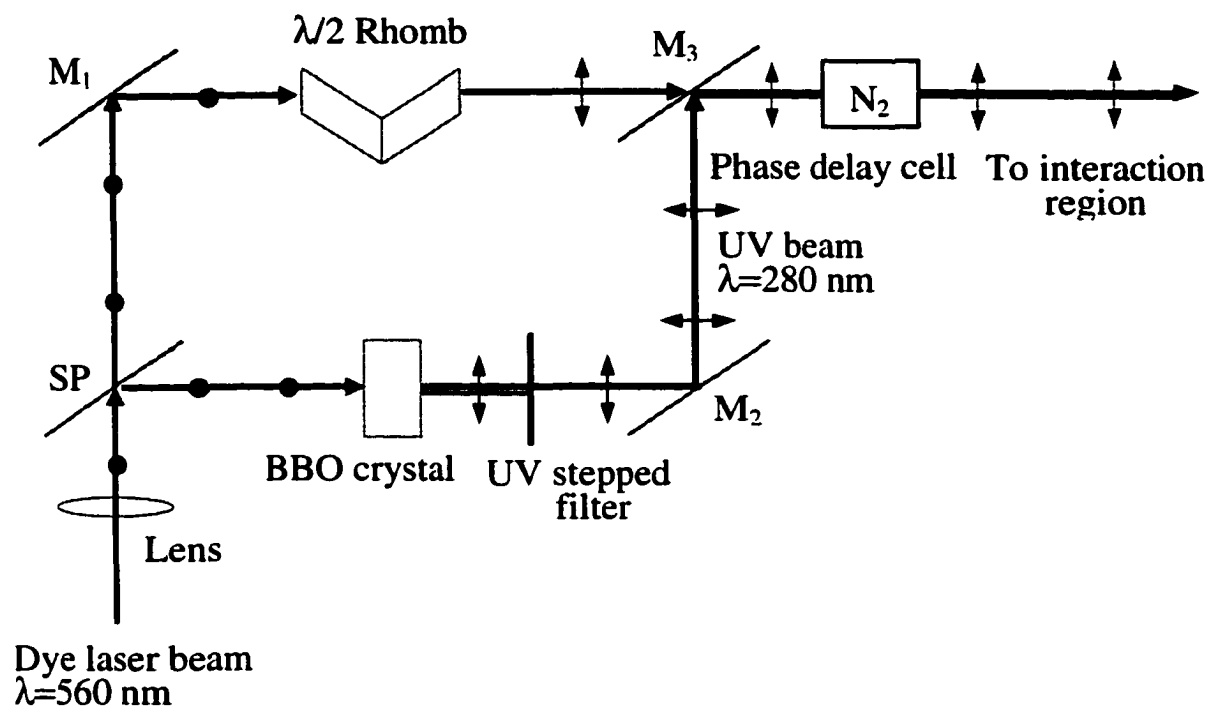 λ/2 Rhomb
M₁
M₃
N₂
Phase delay cell
To interaction
region
UV beam
λ=280 nm
SP
M₂
BBO crystal
UV stepped
filter
Lens
Dye laser beam
λ=560 nm